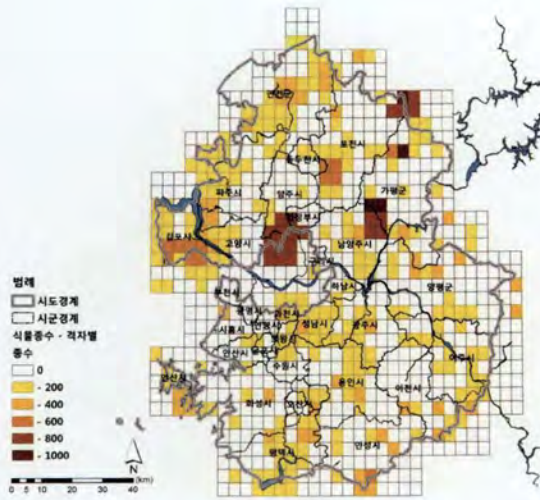 연천군
포천시
동두천시
파주시
양주시
가평군
의정부시
김포시
고양시
남양주시
구리시
양평군
부천시
하남시
광명시
과천시
시흥시
안양시
성남시
광주시
의왕시
안산시
군포시
수원시
여주시
안산시
용인시
이천시
화성시
오산시
평택시
안성시
범례
시도경계
시군경계
식물종수 - 격자별
종수
0
- 200
- 400
- 600
- 800
- 1000
0 5 10 20 30 40 (km)
N